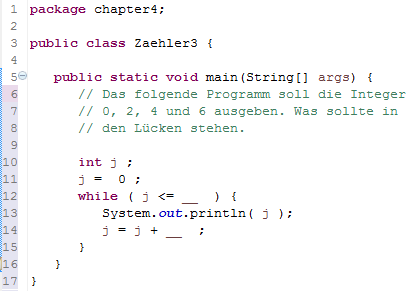 1 package chapter4;
2
3 public class Zaehler3 {
4
5 public static void main(String[] args) {
6 // Das folgende Programm soll die Integer
7 // 0, 2, 4 und 6 ausgeben. Was sollte in
8 // den Lücken stehen.
9
10 int j ;
11 j = 0 ;
12 while ( j <= __ ) {
13 System.out.println( j );
14 j = j + __ ;
15 }
16 }
17 }